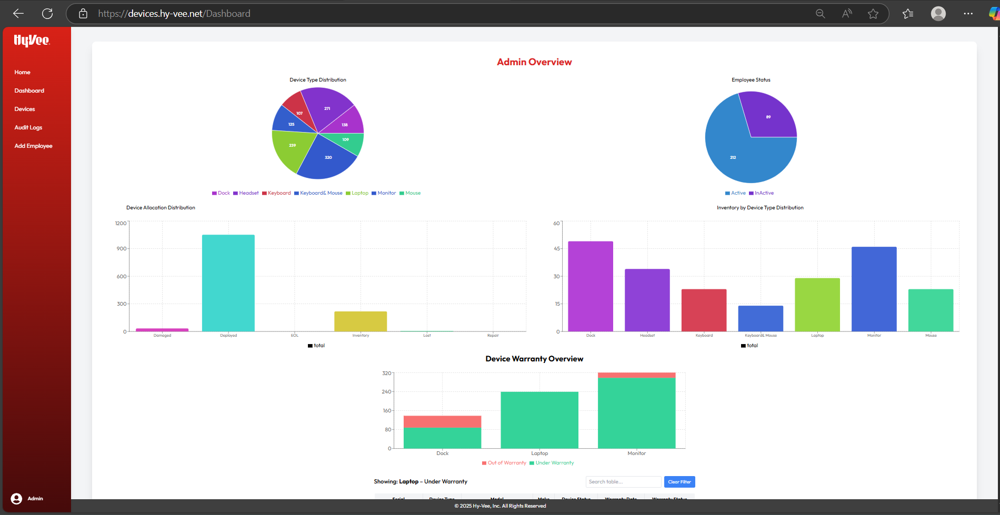 https://devices.hy-vee.net/Dashboard
HyVee
Home
Dashboard
Devices
Audit Logs
Add Employee
Admin
Admin Overview
Device Type Distribution
271
138
109
320
239
125
107
Dock Headset Keyboard Keyboard& Mouse Laptop Monitor Mouse
Employee Status
89
212
Active InActive
Device Allocation Distribution
1200
900
600
300
0
Damaged Deployed EOL Inventory Lost Repair
total
Inventory by Device Type Distribution
60
45
30
15
0
Dock Headset Keyboard Keyboard& Mouse Laptop Monitor Mouse
total
Device Warranty Overview
320
240
160
80
0
Dock Laptop Monitor
Out of Warranty Under Warranty
Showing: Laptop – Under Warranty
Search table...
Clear Filter
Serial Device Type Model Make Device Status Warranty Date Warranty Status
© 2025 Hy-Vee, Inc. All Rights Reserved